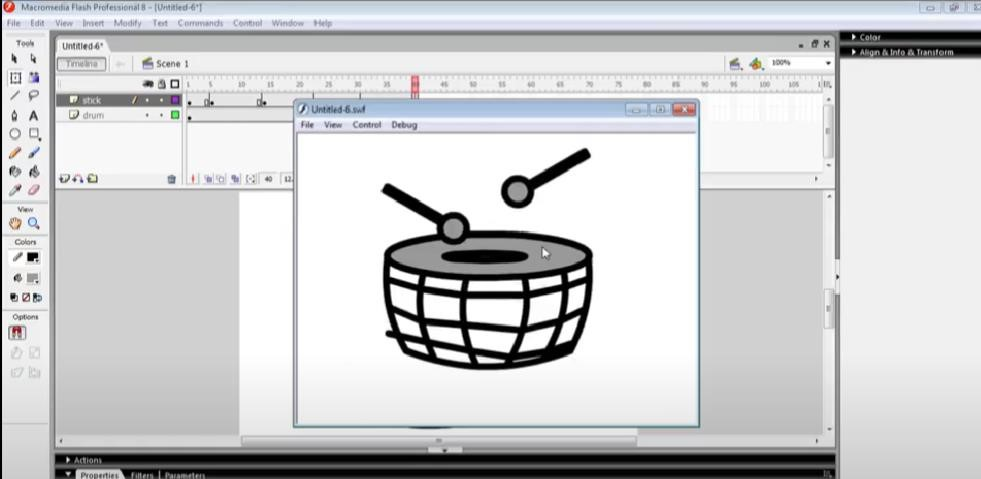 Macromedia Flash Professional 8 - [Untitled-6*]
File Edit View Insert Modify Text Commands Control Window Help
Tools
Untitled-6*
Timeline
Scene 1
100%
Color
Align & Info & Transform
1 5 10 15 20 25 30 35 40 45 50 55 60 65 70 75 80 85 90 95 100 105
stick
drum
Untitled-6.swf
File View Control Debug
40
12.
View
Colors
Options
Actions
Properties Filters Parameters